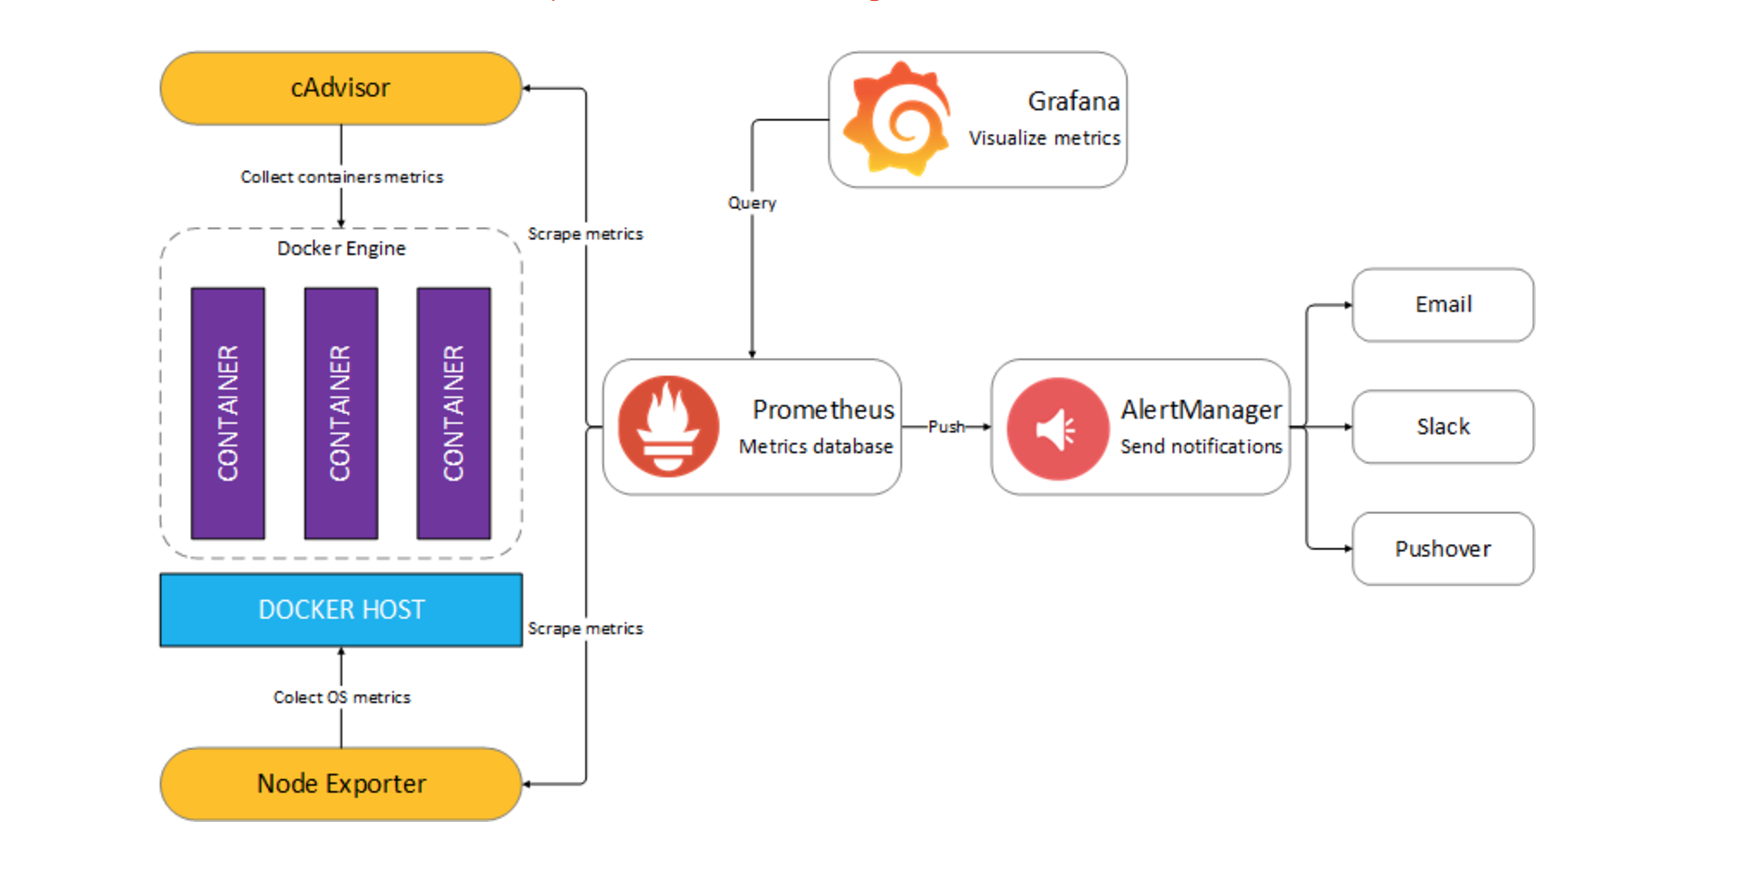 cAdvisor
Collect containers metrics
Docker Engine
CONTAINER
CONTAINER
CONTAINER
DOCKER HOST
Colect OS metrics
Node Exporter
Scrape metrics
Scrape metrics
Grafana
Visualize metrics
Query
Prometheus
Metrics database
Push
AlertManager
Send notifications
Email
Slack
Pushover